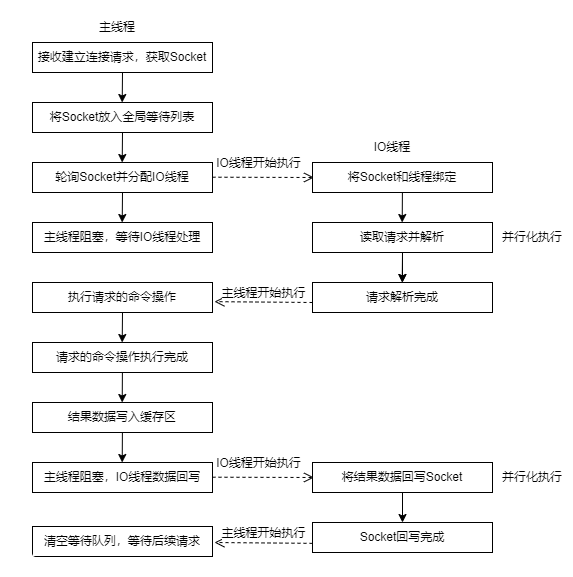 主线程
接收建立连接请求，获取Socket
将Socket放入全局等待列表
IO线程开始执行
IO线程
轮询Socket并分配IO线程
将Socket和线程绑定
主线程阻塞，等待IO线程处理
读取请求并解析
并行化执行
执行请求的命令操作
主线程开始执行
请求解析完成
请求的命令操作执行完成
结果数据写入缓存区
IO线程开始执行
主线程阻塞，IO线程数据回写
将结果数据回写Socket
并行化执行
主线程开始执行
清空等待队列，等待后续请求
Socket回写完成